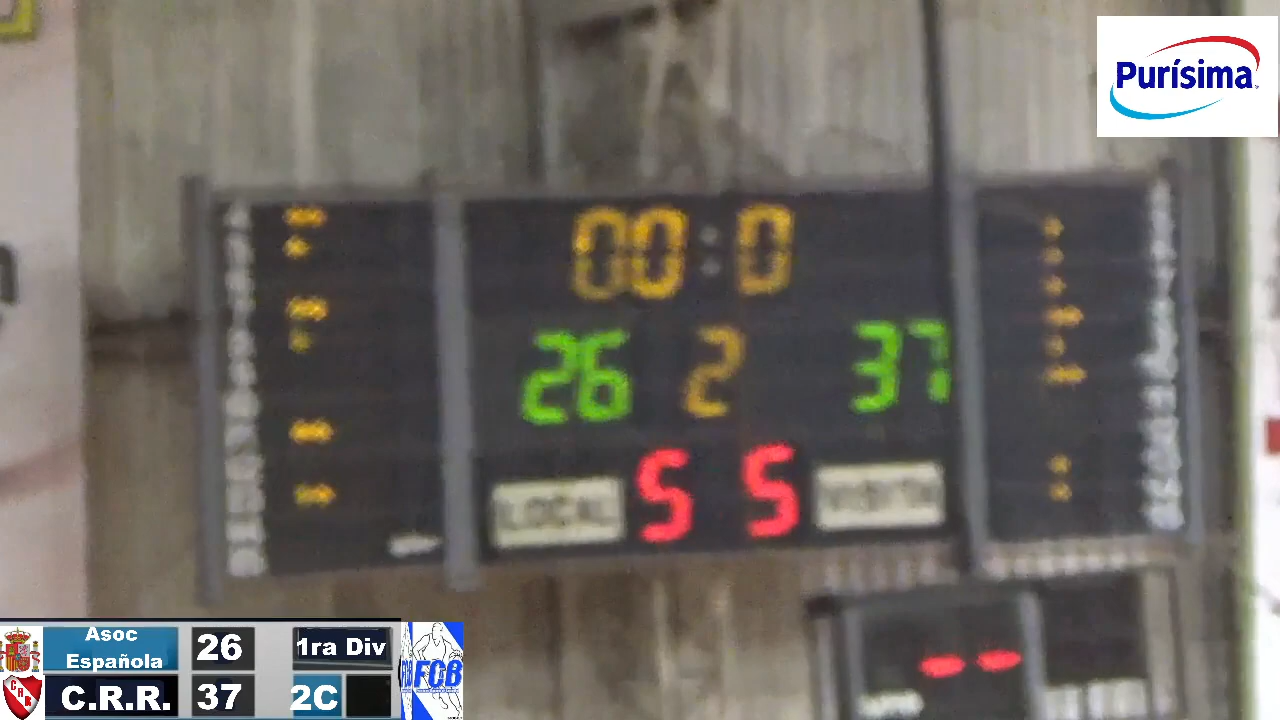 Purísima
00:0
26 2 37
LOCAL 5 5 VISITA
Asoc
Española
26
1ra Div
FCB
C.R.R.
37
2C